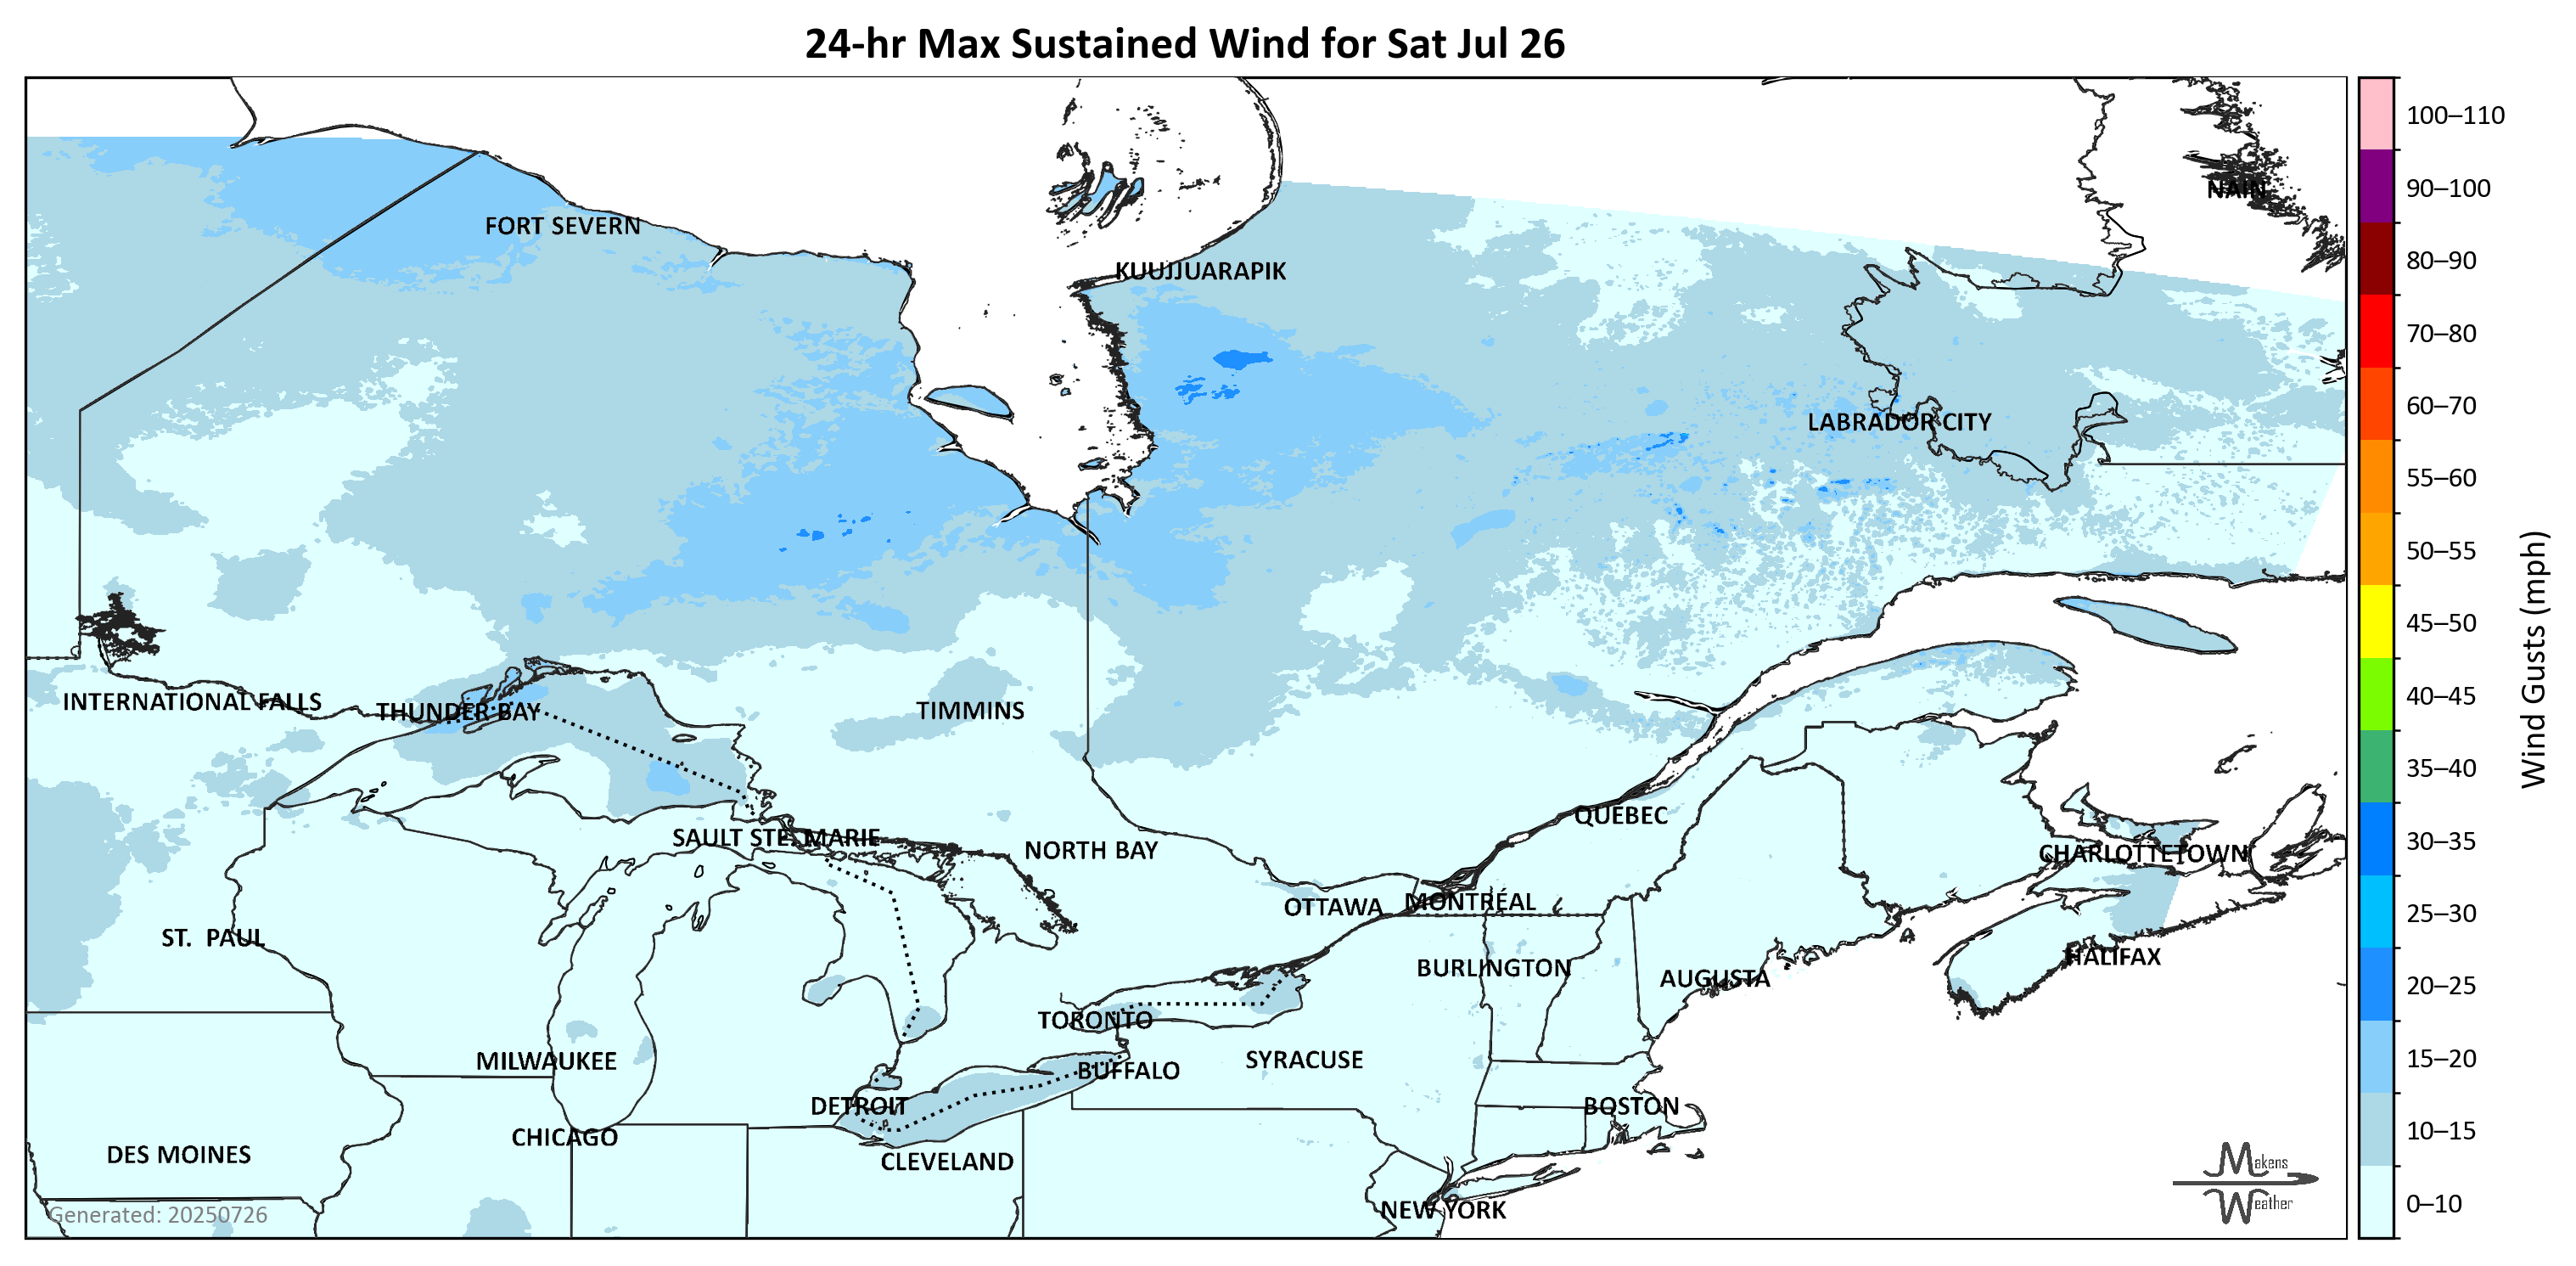 24-hr Max Sustained Wind for Sat Jul 26
NAIN
FORT SEVERN
KUUJJUARAPIK
LABRADOR CITY
INTERNATIONAL FALLS
THUNDER BAY
TIMMINS
QUEBEC
SAULT STE. MARIE
NORTH BAY
CHARLOTTETOWN
OTTAWA
MONTRÉAL
ST. PAUL
HALIFAX
BURLINGTON
AUGUSTA
TORONTO
MILWAUKEE
BUFFALO
SYRACUSE
DETROIT
BOSTON
CHICAGO
DES MOINES
CLEVELAND
NEW YORK
Generated: 20250726
Makens
Weather
100–110
90–100
80–90
70–80
60–70
55–60
50–55
45–50
40–45
35–40
30–35
25–30
20–25
15–20
10–15
0–10
Wind Gusts (mph)